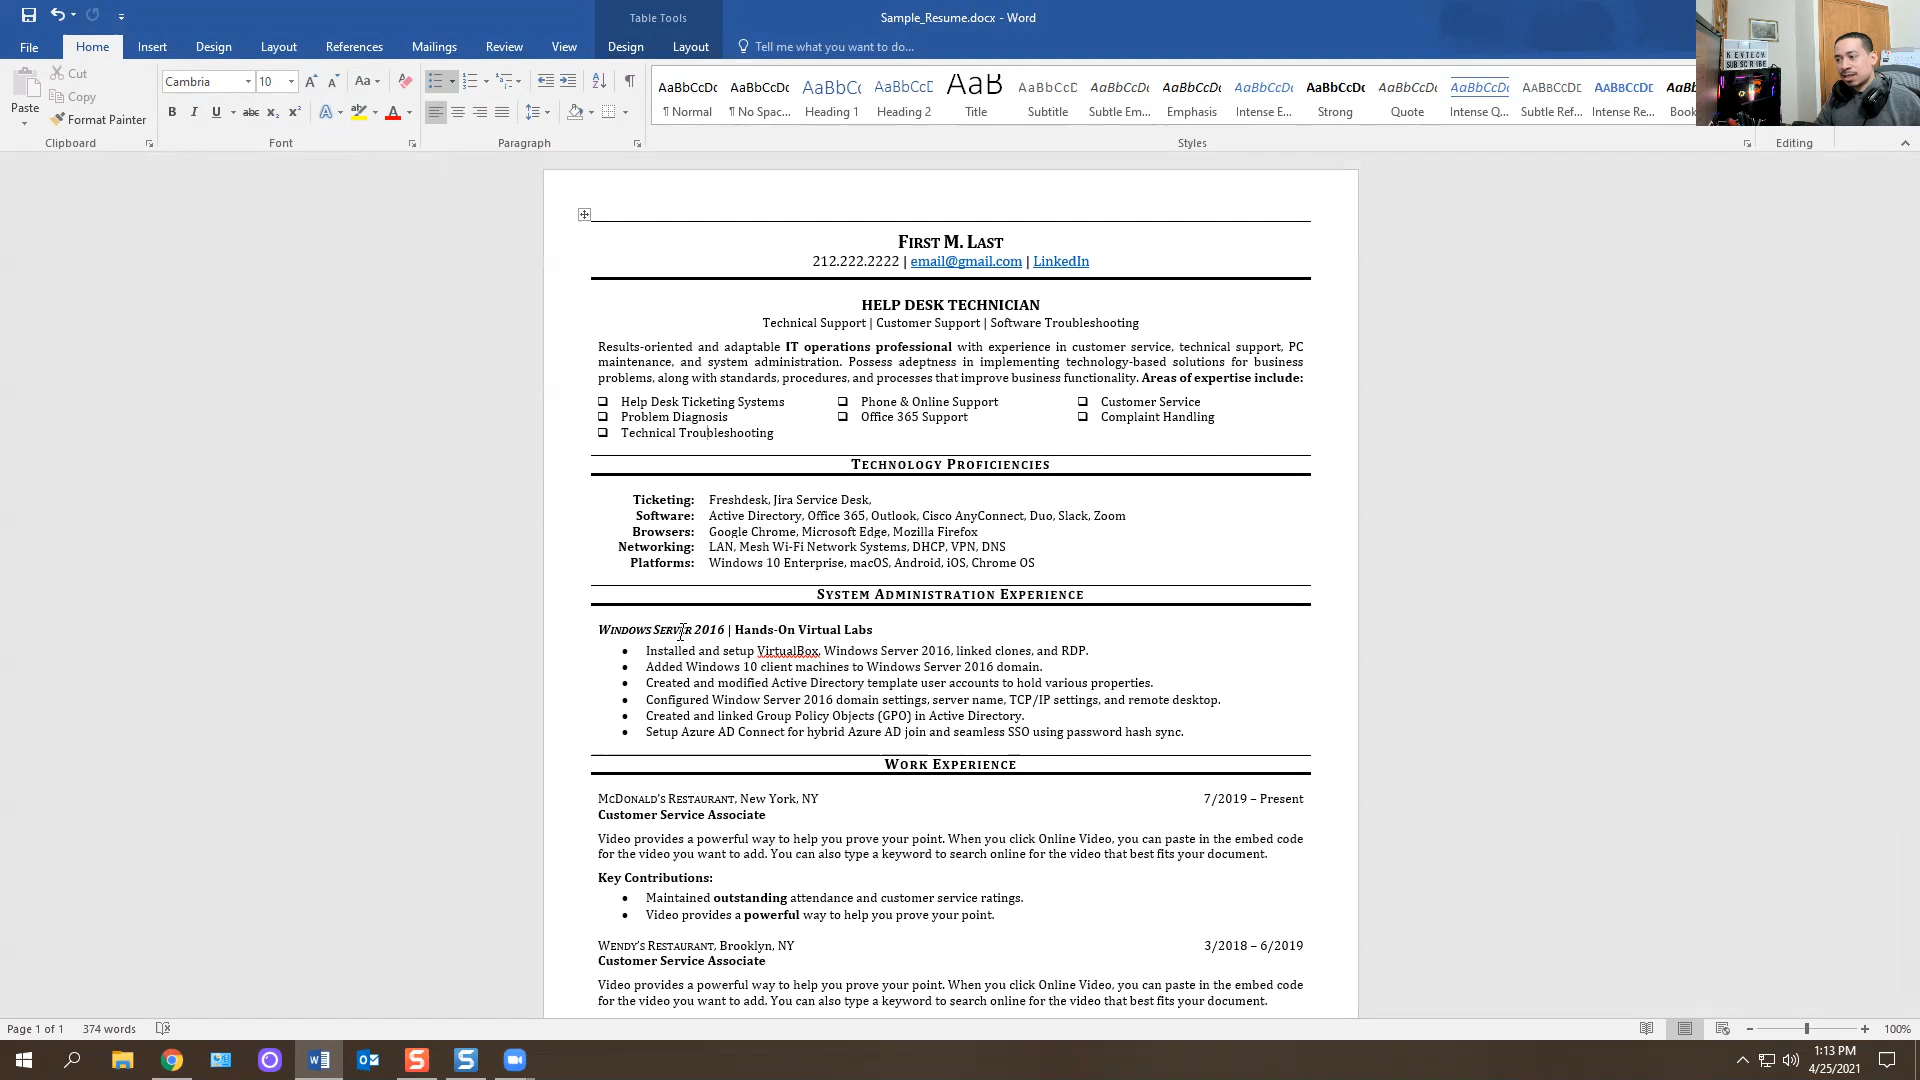 Table Tools
Sample_Resume.docx - Word
File Home Insert Design Layout References Mailings Review View Design Layout Tell me what you want to do...
KEVTECH
SUBSCRIBE
Paste
Cut
Copy
Format Painter
Cambria 10
Aa
B I U abc x₂ x² A A
AaBbCcDc AaBbCcDc AaBbCc AaBbCcD AaB AaBbCcD AaBbCcDc AaBbCcDc AaBbCcDc AaBbCcDc AaBbCcDc AaBbCcDc AABBCCDE AABBCCDE
¶ Normal ¶ No Spac... Heading 1 Heading 2 Title Subtitle Subtle Em... Emphasis Intense E... Strong Quote Intense Q... Subtle Ref... Intense Re... Book
Clipboard Font Paragraph Styles Editing
FIRST M. LAST
212.222.2222 | email@gmail.com | LinkedIn
HELP DESK TECHNICIAN
Technical Support | Customer Support | Software Troubleshooting
Results-oriented and adaptable IT operations professional with experience in customer service, technical support, PC
maintenance, and system administration. Possess adeptness in implementing technology-based solutions for business
problems, along with standards, procedures, and processes that improve business functionality. Areas of expertise include:
❑ Help Desk Ticketing Systems ❑ Phone & Online Support ❑ Customer Service
❑ Problem Diagnosis ❑ Office 365 Support ❑ Complaint Handling
❑ Technical Troubleshooting
TECHNOLOGY PROFICIENCIES
Ticketing: Freshdesk, Jira Service Desk,
Software: Active Directory, Office 365, Outlook, Cisco AnyConnect, Duo, Slack, Zoom
Browsers: Google Chrome, Microsoft Edge, Mozilla Firefox
Networking: LAN, Mesh Wi-Fi Network Systems, DHCP, VPN, DNS
Platforms: Windows 10 Enterprise, macOS, Android, iOS, Chrome OS
SYSTEM ADMINISTRATION EXPERIENCE
WINDOWS SERVER 2016 | Hands-On Virtual Labs
• Installed and setup VirtualBox, Windows Server 2016, linked clones, and RDP.
• Added Windows 10 client machines to Windows Server 2016 domain.
• Created and modified Active Directory template user accounts to hold various properties.
• Configured Window Server 2016 domain settings, server name, TCP/IP settings, and remote desktop.
• Created and linked Group Policy Objects (GPO) in Active Directory.
• Setup Azure AD Connect for hybrid Azure AD join and seamless SSO using password hash sync.
WORK EXPERIENCE
MCDONALD'S RESTAURANT, New York, NY 7/2019 – Present
Customer Service Associate
Video provides a powerful way to help you prove your point. When you click Online Video, you can paste in the embed code
for the video you want to add. You can also type a keyword to search online for the video that best fits your document.
Key Contributions:
• Maintained outstanding attendance and customer service ratings.
• Video provides a powerful way to help you prove your point.
WENDY'S RESTAURANT, Brooklyn, NY 3/2018 – 6/2019
Customer Service Associate
Video provides a powerful way to help you prove your point. When you click Online Video, you can paste in the embed code
for the video you want to add. You can also type a keyword to search online for the video that best fits your document.
Page 1 of 1 374 words 100%
1:13 PM
4/25/2021